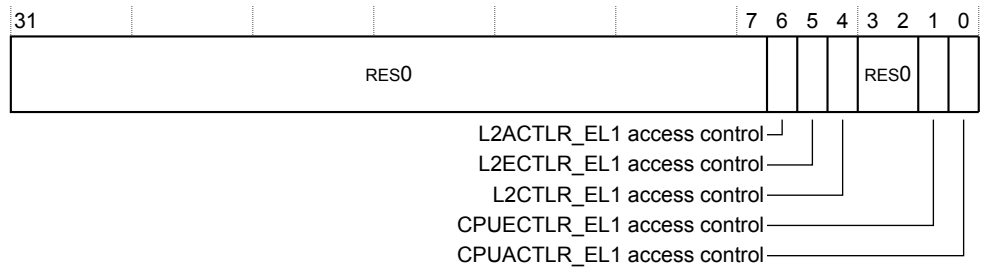 31 7 6 5 4 3 2 1 0
RES0 RES0
L2ACTLR_EL1 access control
L2ECTLR_EL1 access control
L2CTLR_EL1 access control
CPUECTLR_EL1 access control
CPUACTLR_EL1 access control